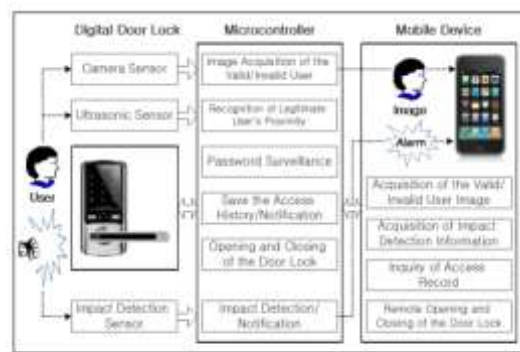 Digital Door Lock
Microcontroller
Mobile Device
Camera Sensor
Image Acquisition of the
Valid/Invalid User
Ultrasonic Sensor
Recognition of Legitimate
User's Proximity
Image
Alarm
Password Surveillance
User
Save the Access
History/Notification
Acquisition of the Valid/
Invalid User Image
Acquisition of Impact
Detection Information
Opening and Closing
of the Door Lock
Inquiry of Access
Record
Impact Detection
Sensor
Impact Detection/
Notification
Remote Opening and
Closing of the Door Lock